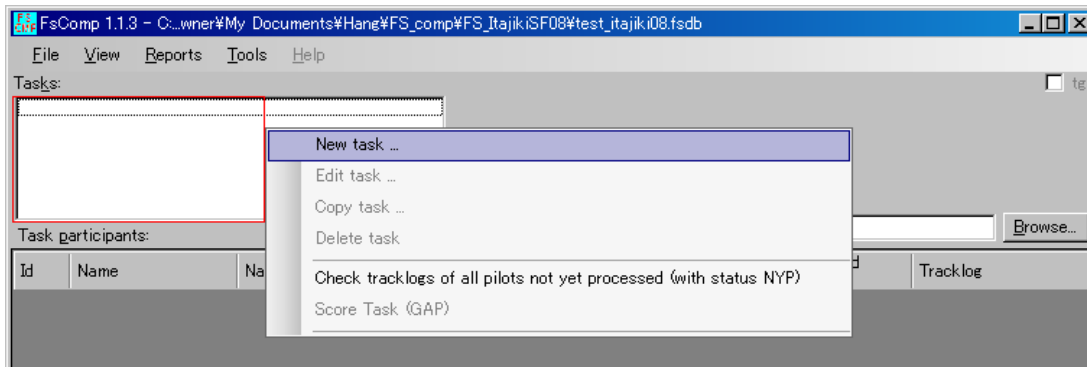 FsComp 1.1.3 - C:...wner¥My Documents¥Hang¥FS_comp¥FS_ItajikiSF08¥test_itajiki08.fsdb
File View Reports Tools Help
Tasks:
New task ...
Edit task ...
Copy task ...
Delete task
Task participants:
Browse...
Id Name Na Tracklog
Check tracklogs of all pilots not yet processed (with status NYP)
Score Task (GAP)